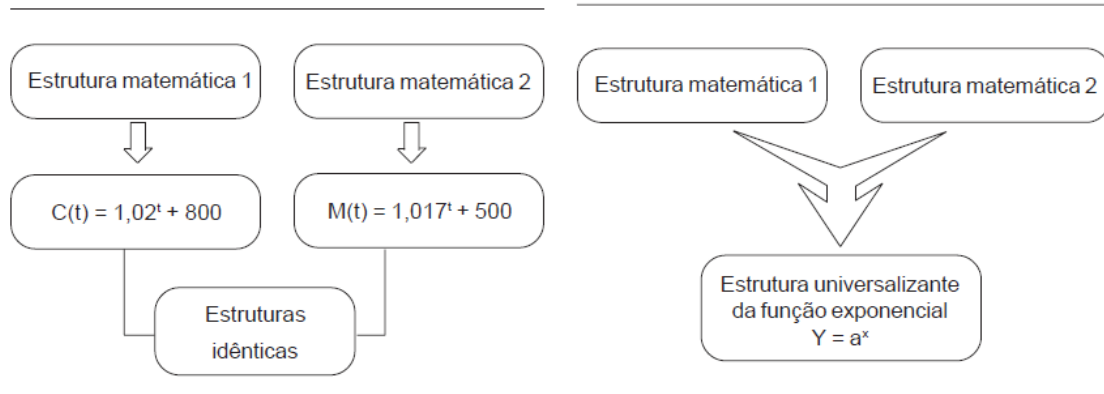 Estrutura matemática 1
Estrutura matemática 2
C(t) = 1,02ᵗ + 800
M(t) = 1,017ᵗ + 500
Estruturas
idênticas
Estrutura matemática 1
Estrutura matemática 2
Estrutura universalizante
da função exponencial
Y = aˣ